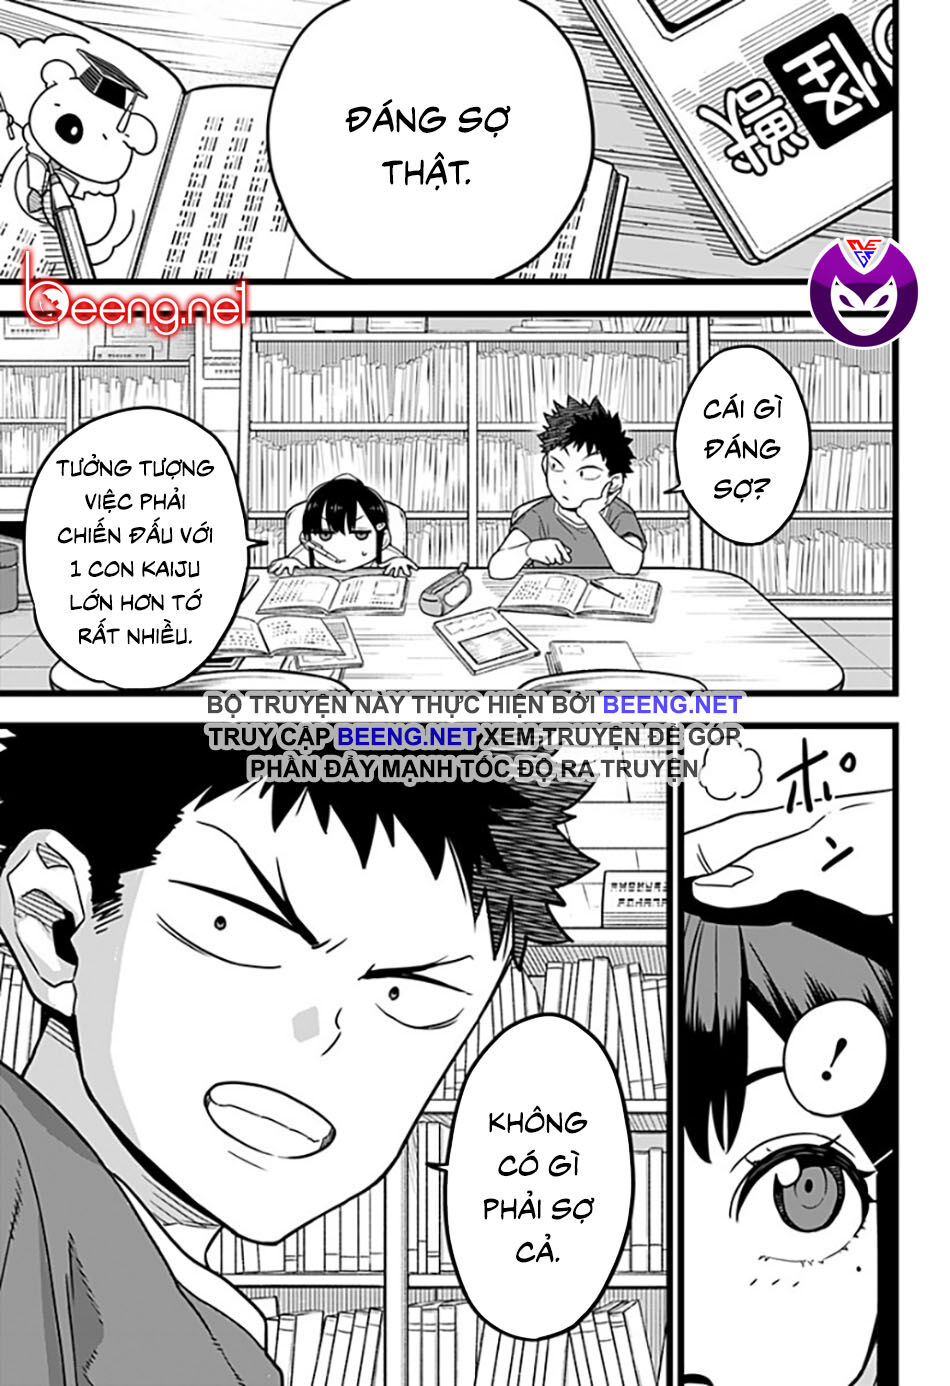 ĐÁNG SỢ
THẬT.
怪獣
beeng.net
CÁI GÌ
ĐÁNG
SỢ?
TƯỞNG TƯỢNG
VIỆC PHẢI
CHIẾN ĐẤU VỚI
1 CON KAIJU
LỚN HƠN TỚ
RẤT NHIỀU.
BỘ TRUYỆN NÀY THỰC HIỆN BỞI BEENG.NET
TRUY CẬP BEENG.NET XEM TRUYỆN ĐỂ GÓP
PHẦN ĐẨY MẠNH TỐC ĐỘ RA TRUYỆN
ポン
!
KHÔNG
CÓ GÌ
PHẢI SỢ
CẢ.